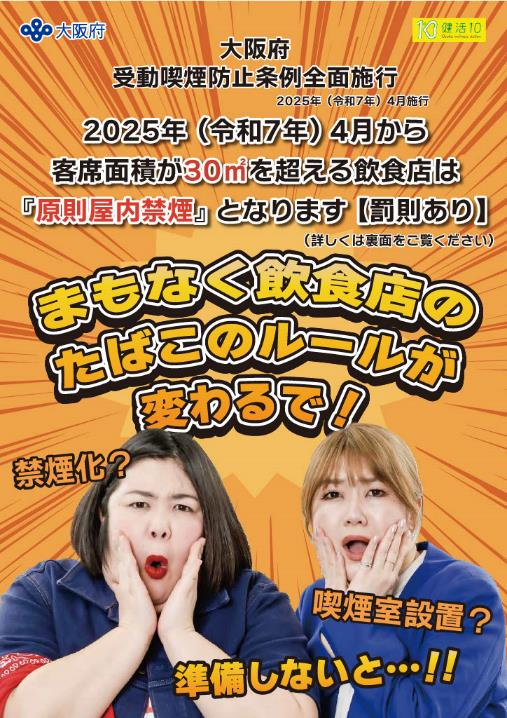 大阪府
10 健活10
大阪府
受動喫煙防止条例全面施行
2025年（令和7年）4月施行
2025年（令和7年）4月から
客席面積が30㎡を超える飲食店は
『原則屋内禁煙』となります【罰則あり】
（詳しくは裏面をご覧ください）
まもなく飲食店の
たばこのルールが
変わるで！
禁煙化？
喫煙室設置？
準備しないと…!!